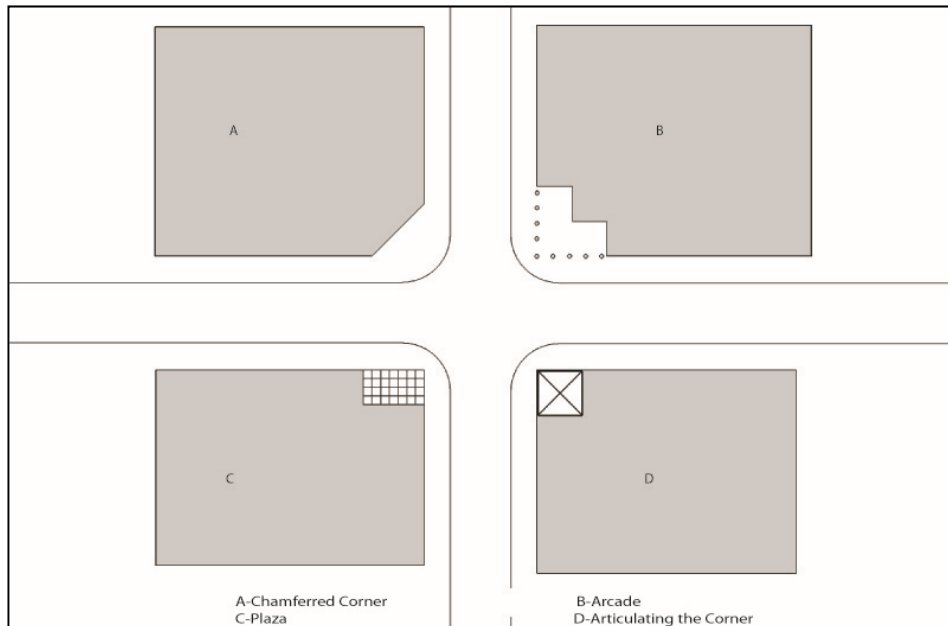 A
B
C
D
A-Chamferred Corner
B-Arcade
C-Plaza
D-Articulating the Corner